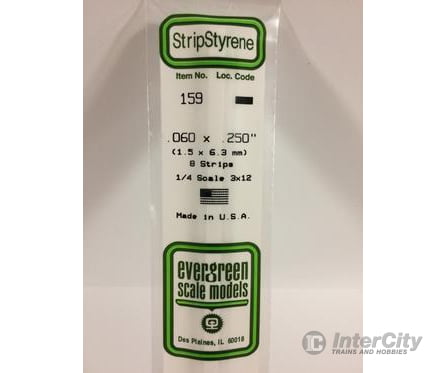 StripStyrene
Item No. Loc. Code
159
.060 x .250"
(1.5 x 6.3 mm)
8 Strips
1/4 Scale 3x12
Made in U.S.A.
evergreen
scale models
Des Plaines, IL 60018
IC InterCity
TRAINS AND HOBBIES